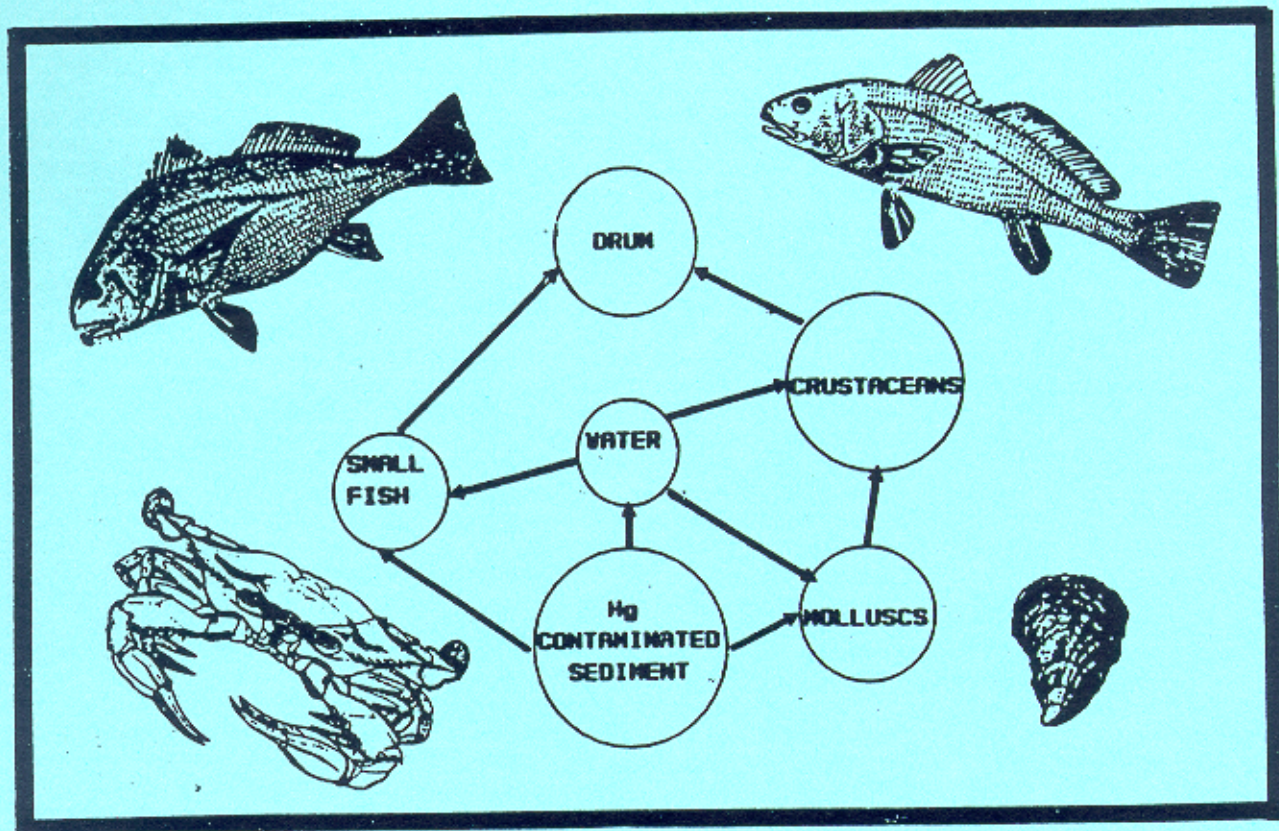 DRUM
CRUSTACEANS
WATER
SMALL
FISH
Hg
CONTAMINATED
SEDIMENT
MOLLUSCS